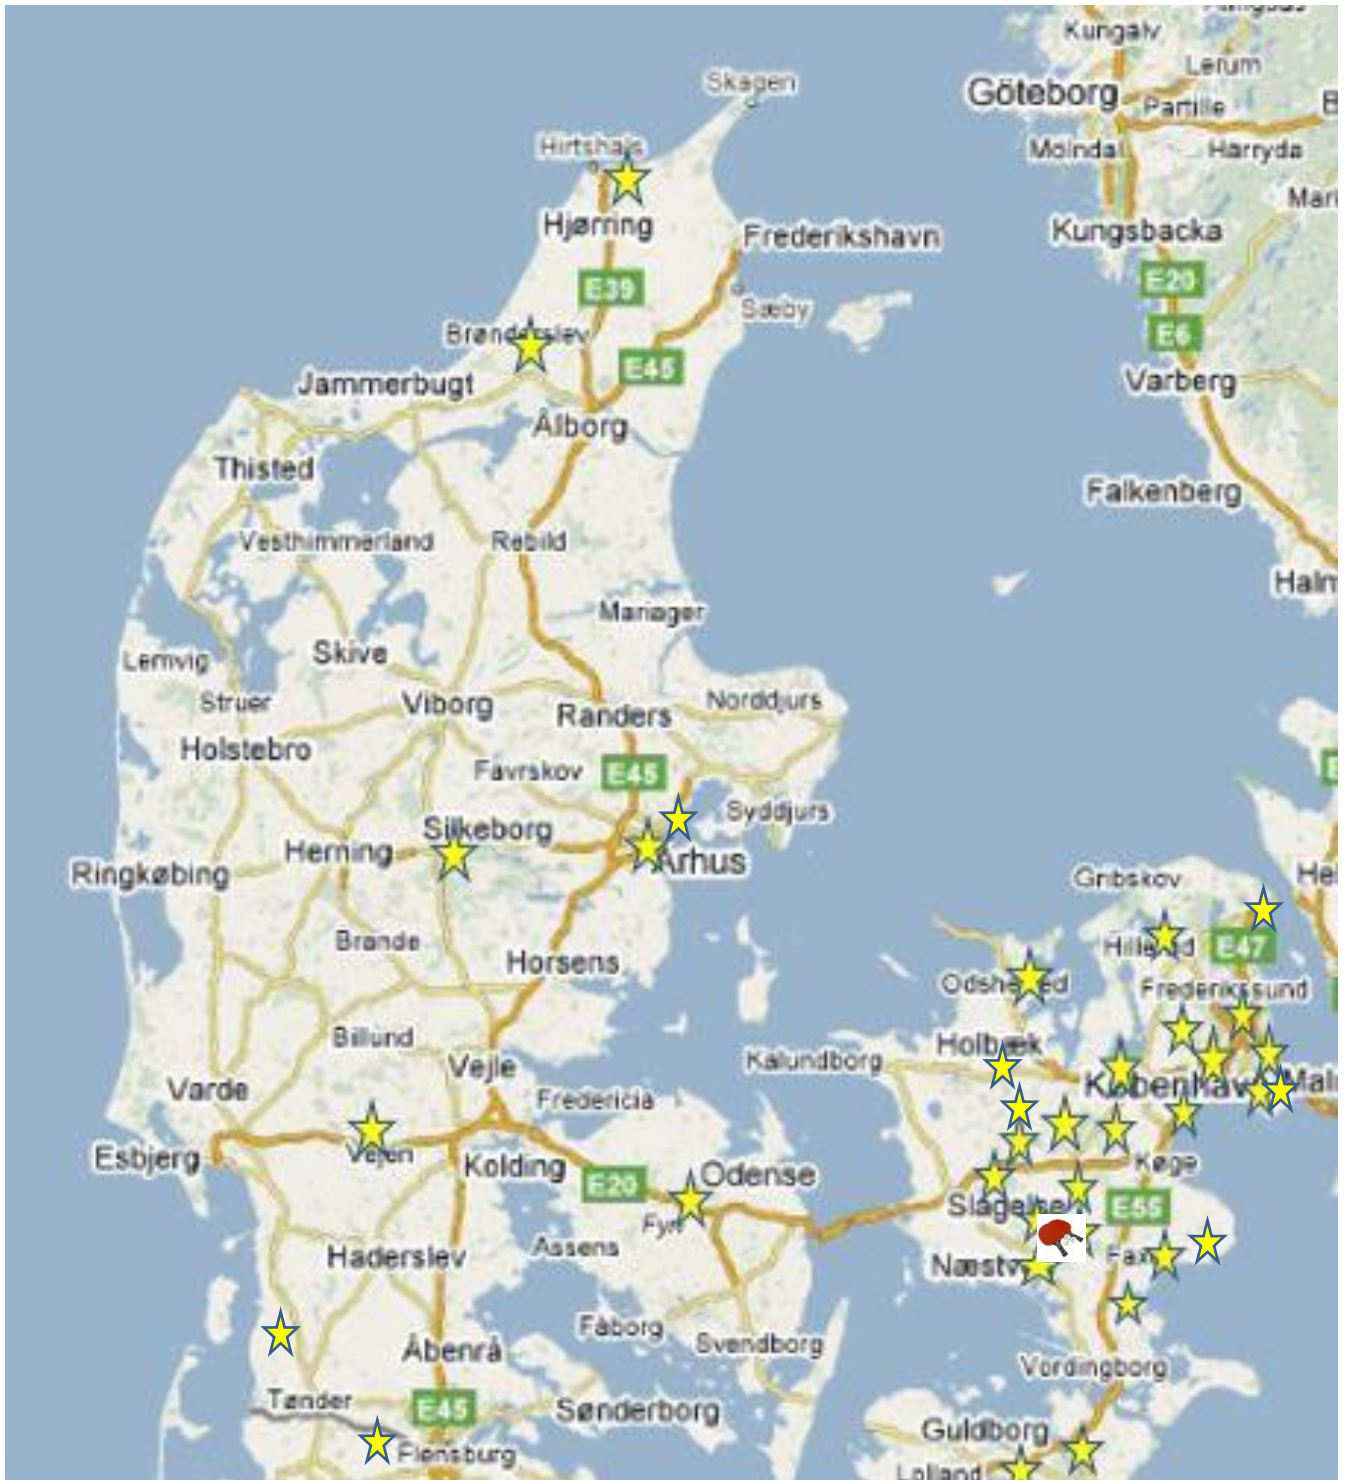 Kungälv
Lerum
Skagen
Göteborg
Partille
Hirtshals
Mölndal
Härryda
Hjørring
Kungsbacka
Frederikshavn
E20
E39
Sæby
Brønderslev
E6
E45
Jammerbugt
Varberg
Ålborg
Thisted
Falkenberg
Vesthimmerland
Rebild
Mariager
Skive
Lemvig
Struer
Viborg
Norddjurs
Randers
Holstebro
Favrskov
E45
Syddjurs
Silkeborg
Herning
Århus
Ringkøbing
Gribskov
Brande
Hillerød
E47
Horsens
Odsherred
Frederikssund
Billund
Holbæk
Kalundborg
Vejle
København
Varde
Fredericia
Vejen
Esbjerg
Kolding
Køge
Odense
E20
Slagelse
E55
Fyn
Assens
Haderslev
Fåborg
Svendborg
Åbenrå
Vordingborg
Tønder
E45
Sønderborg
Guldborg
Flensburg
Lolland